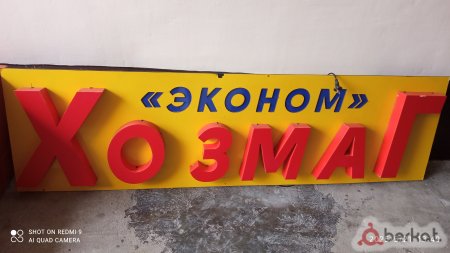 «ЭКОНОМ»
ХОЗМАГ
SHOT ON REDMI 9
AI QUAD CAMERA
berkat.